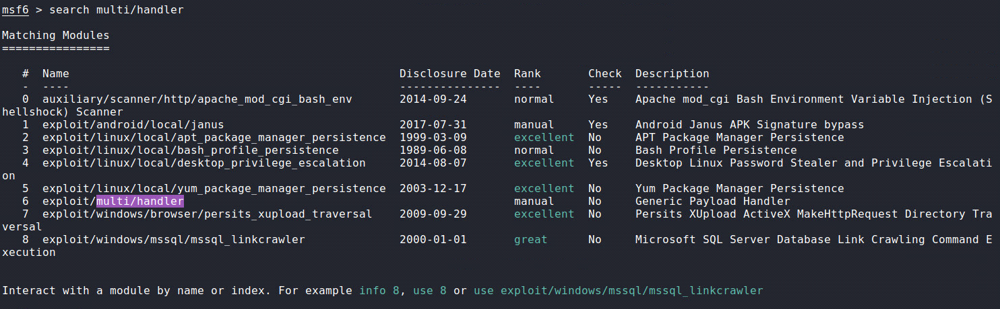 msf6 > search multi/handler
Matching Modules
================
#  Name                                                 Disclosure Date  Rank       Check  Description
-  ----                                                 ---------------  ----       -----  -----------
0  auxiliary/scanner/http/apache_mod_cgi_bash_env       2014-09-24       normal     Yes    Apache mod_cgi Bash Environment Variable Injection (S
hellshock) Scanner
1  exploit/android/local/janus                          2017-07-31       manual     Yes    Android Janus APK Signature bypass
2  exploit/linux/local/apt_package_manager_persistence  1999-03-09       excellent  No     APT Package Manager Persistence
3  exploit/linux/local/bash_profile_persistence         1989-06-08       normal     No     Bash Profile Persistence
4  exploit/linux/local/desktop_privilege_escalation     2014-08-07       excellent  Yes    Desktop Linux Password Stealer and Privilege Escalati
on
5  exploit/linux/local/yum_package_manager_persistence  2003-12-17       excellent  No     Yum Package Manager Persistence
6  exploit/multi/handler                                                 manual     No     Generic Payload Handler
7  exploit/windows/browser/persits_xupload_traversal    2009-09-29       excellent  No     Persits XUpload ActiveX MakeHttpRequest Directory Tra
versal
8  exploit/windows/mssql/mssql_linkcrawler              2000-01-01       great      No     Microsoft SQL Server Database Link Crawling Command E
xecution
Interact with a module by name or index. For example info 8, use 8 or use exploit/windows/mssql/mssql_linkcrawler